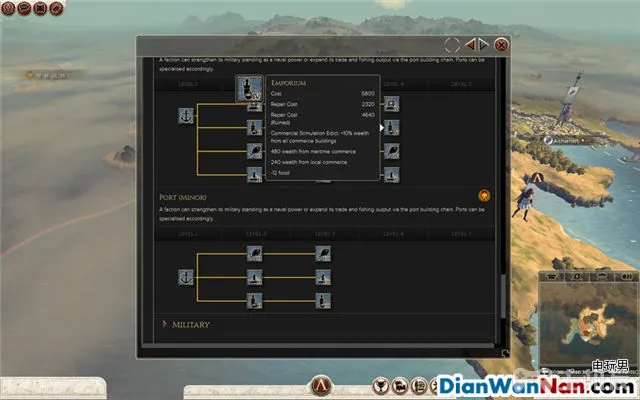 A faction can strengthen its military standing as a naval power or expand its trade and fishing output via the port building chain. Ports can be
specialised accordingly.
Emporium
Cost 5800
Repair Cost 2320
Repair Cost 4640
(Ruined)
Commercial Stimulation Edict: +10% wealth
from all commerce buildings
480 wealth from maritime commerce
240 wealth from local commerce
-12 food
Port (Minor)
A faction can strengthen its military standing as a naval power or expand its trade and fishing output via the port building chain. Ports can be
specialised accordingly.
Level 1 Level 2 Level 3 Level 4 Level 5
Military
电玩男
DianWanNan.com